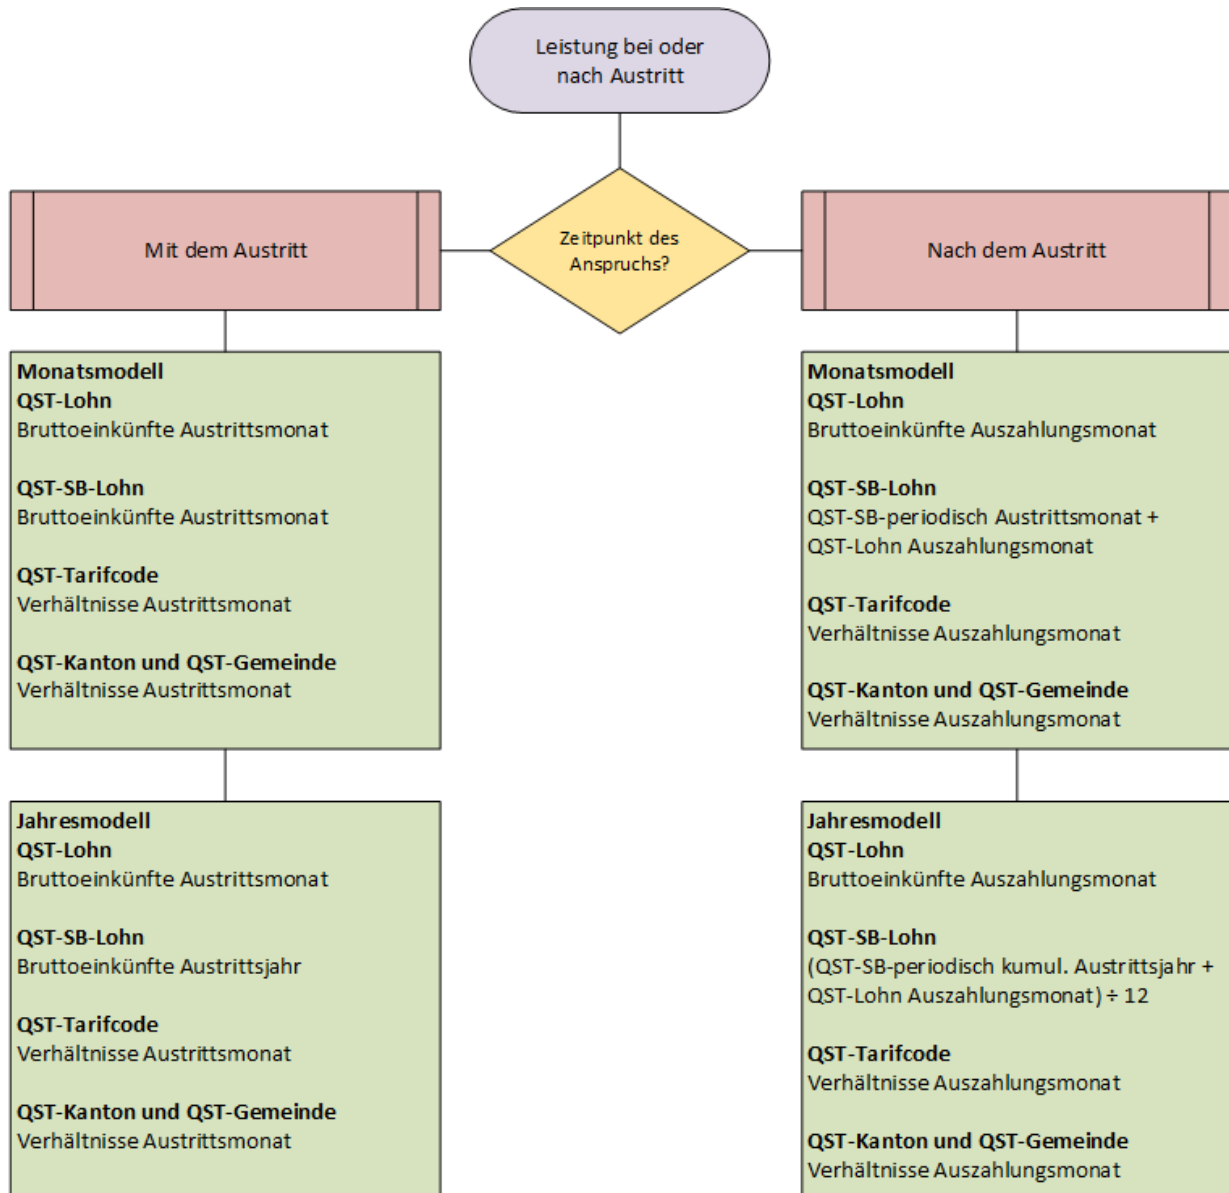 Leistung bei oder
nach Austritt
Zeitpunkt des
Anspruchs?
Mit dem Austritt
Nach dem Austritt
Monatsmodell
QST-Lohn
Bruttoeinkünfte Austrittsmonat
QST-SB-Lohn
Bruttoeinkünfte Austrittsmonat
QST-Tarifcode
Verhältnisse Austrittsmonat
QST-Kanton und QST-Gemeinde
Verhältnisse Austrittsmonat
Monatsmodell
QST-Lohn
Bruttoeinkünfte Auszahlungsmonat
QST-SB-Lohn
QST-SB-periodisch Austrittsmonat +
QST-Lohn Auszahlungsmonat
QST-Tarifcode
Verhältnisse Auszahlungsmonat
QST-Kanton und QST-Gemeinde
Verhältnisse Auszahlungsmonat
Jahresmodell
QST-Lohn
Bruttoeinkünfte Austrittsmonat
QST-SB-Lohn
Bruttoeinkünfte Austrittsjahr
QST-Tarifcode
Verhältnisse Austrittsmonat
QST-Kanton und QST-Gemeinde
Verhältnisse Austrittsmonat
Jahresmodell
QST-Lohn
Bruttoeinkünfte Auszahlungsmonat
QST-SB-Lohn
(QST-SB-periodisch kumul. Austrittsjahr +
QST-Lohn Auszahlungsmonat) ÷ 12
QST-Tarifcode
Verhältnisse Auszahlungsmonat
QST-Kanton und QST-Gemeinde
Verhältnisse Auszahlungsmonat